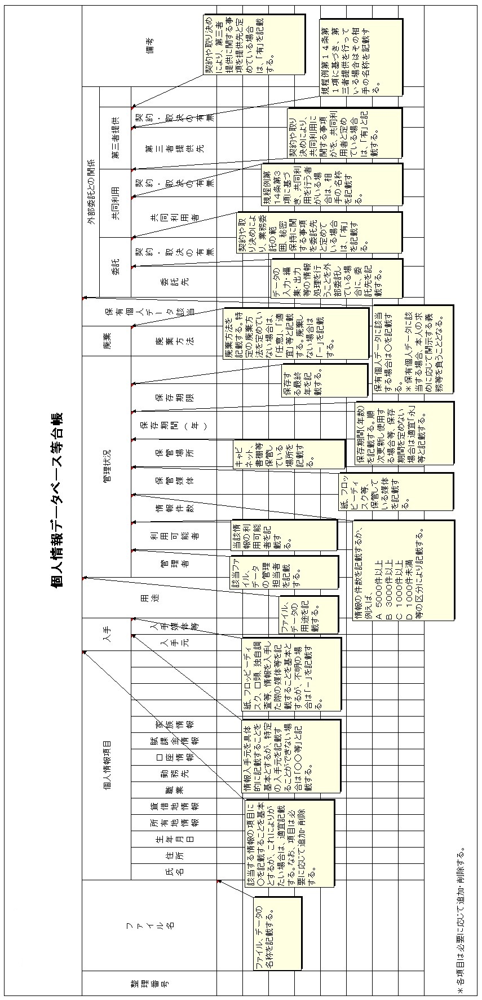 個人情報データベース等台帳
整理番号
ファイル名
個人情報項目
氏名
住所
生年月日
所有地情報
貸借地情報
職業
勤務先
口座情報
賦課金情報
家族情報
入手
入手元
入手媒体等
用途
管理状況
管理者
利用可能者
情報件数
保管媒体
保管場所
保存期間(年)
保存期限
廃棄
廃棄方法
保有個人データ該当
外部委託との関係
委託
委託先
契約・取決の有無
共同利用
共同利用者
契約・取決の有無
第三者提供
第三者提供先
契約・取決の有無
備考
ファイル、データの
名称を記載する。
該当する情報の項目に
○を記載することを基本
とするが、これによりが
たい場合は、適宜記載
する。なお、項目は必
要に応じて追加・削除
する。
情報入手元を具体
的に記載することを
基本とするが、特定
の入手元を記載す
ることができない場
合は「○○等」と記
載する。
紙、フロッピーディ
スク、口頭、独自調
査等、情報を入手し
た際の媒体等を記
載することを基本と
するが、不明の場
合は「－」を記載す
る。
ファイル、
データの
用途を記
載する。
該当ファ
イル、データ
の管理
担当者
を記載
する。
当該情
報の利用
可能
者を記
載す
る。
情報の件数を記載するか、
例えば、
A 5000件以上
B 3000件以上
C 1000件以上
D 1000件未満
等の区分により記載する。
紙、フロッ
ピーディ
スク等、
保管して
いる媒体
を記載す
る。
キャビ
ネット、
書棚等
保管し
ている
場所を
記載す
る。
保存期間(年数)
を記載する。順
次更新し使用す
る場合等、保存
期間を定めない
場合は適宜「永」
等と記載する。
保存す
る最終
年を記
載する。
廃棄方法を
記載する。特
定の廃棄方
法を定めてい
ない場合は、
「任意」、「適
宜」等と記載
する。廃棄し
ない場合は
「－」を記載
する。
保有個人データに該当
する場合は○を記載す
る。
＊保有個人データに該
当する場合、本人の求
めに応じて開示する義
務等を負うこととなる。
データの
入力・編
集・出力
等の情報
処理を行
うことを外
部委託し
ている場
合に、委
託先を記
載する。
契約や取
り決めによ
り、業務委
託の範
囲、秘密
保持に関
する事項
を委託先
と定めて
いる場合
は、「有」
を記載す
る。
規程例第
14条第3
項に基づ
き、共同利
用を行う者
がいる場
合は、相
手の名称
を記載す
る。
契約や取り
決めにより、
共同利用に
関する事項
がを、共同利
用者と定め
ている場合
は、「有」と記
載する。
規程例第14条第
1項に基づき、第
三者提供を行って
いる場合はその相
手の名称を記載す
る。
契約や取り決め
により、第三者
提供に関する事
項を提供先と定
めている場合
は、「有」を記載
する。
＊各項目は必要に応じて追加・削除する。